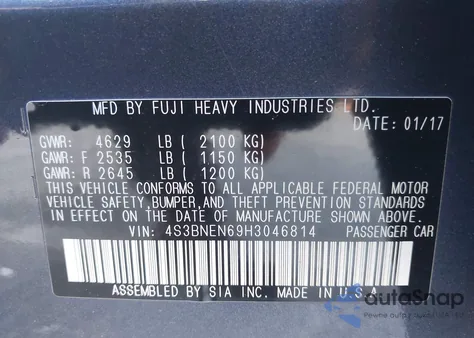 MFD BY FUJI HEAVY INDUSTRIES LTD.
DATE: 01/17
GVWR: 4629 LB ( 2100 KG)
GAWR: F 2535 LB ( 1150 KG)
GAWR: R 2645 LB ( 1200 KG)
THIS VEHICLE CONFORMS TO ALL APPLICABLE FEDERAL MOTOR
VEHICLE SAFETY, BUMPER, AND THEFT PREVENTION STANDARDS
IN EFFECT ON THE DATE OF MANUFACTURE SHOWN ABOVE.
VIN: 4S3BNEN69H3046814 PASSENGER CAR
ASSEMBLED BY SIA INC. MADE IN U.S.A
autoSnap